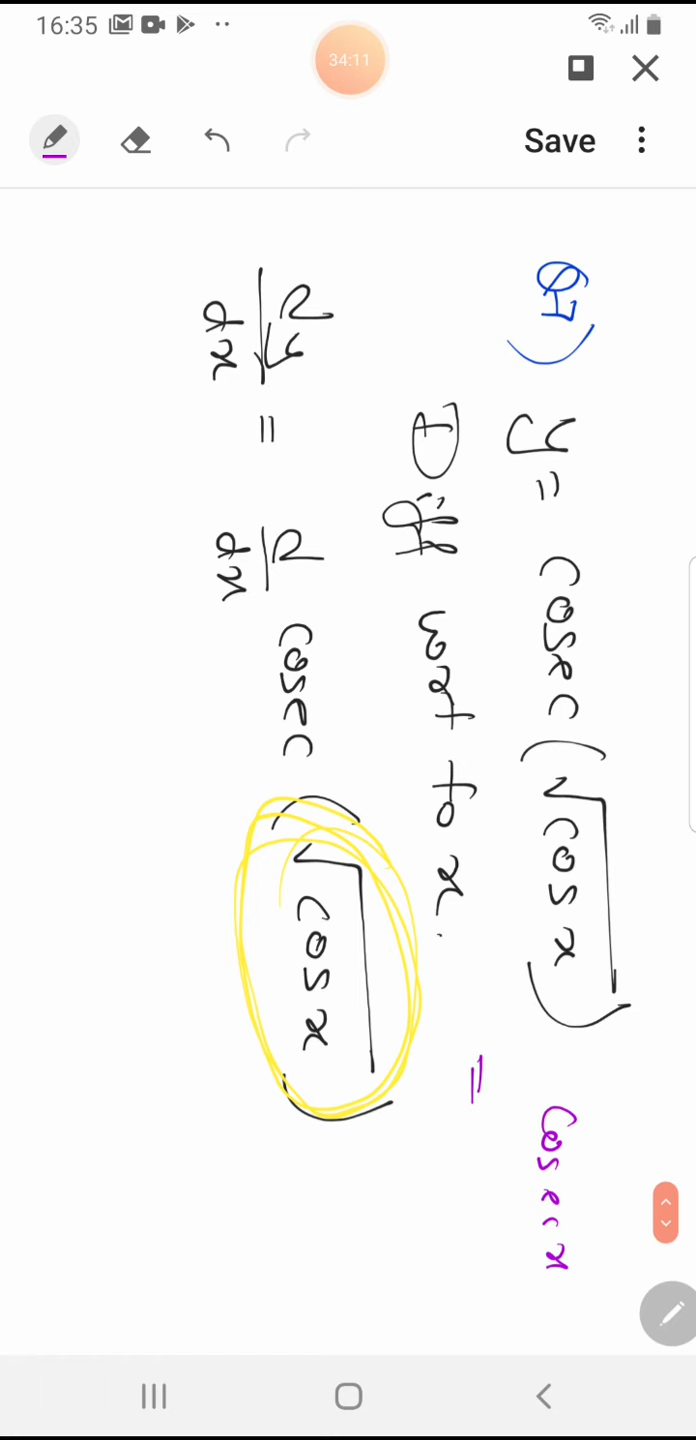 16:35
34:11
Save
Q1)
y = cosec (√cos x)
cosec x
Diff wrt to x.
=
dy/dx = d/dx cosec (√cos x)